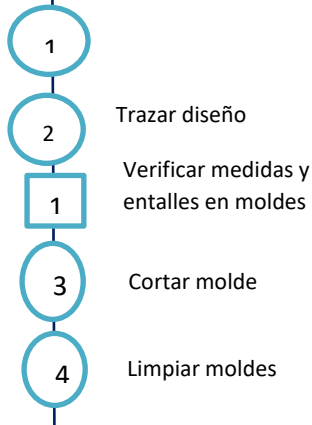 1
2
Trazar diseño
1
Verificar medidas y
entalles en moldes
3
Cortar molde
4
Limpiar moldes